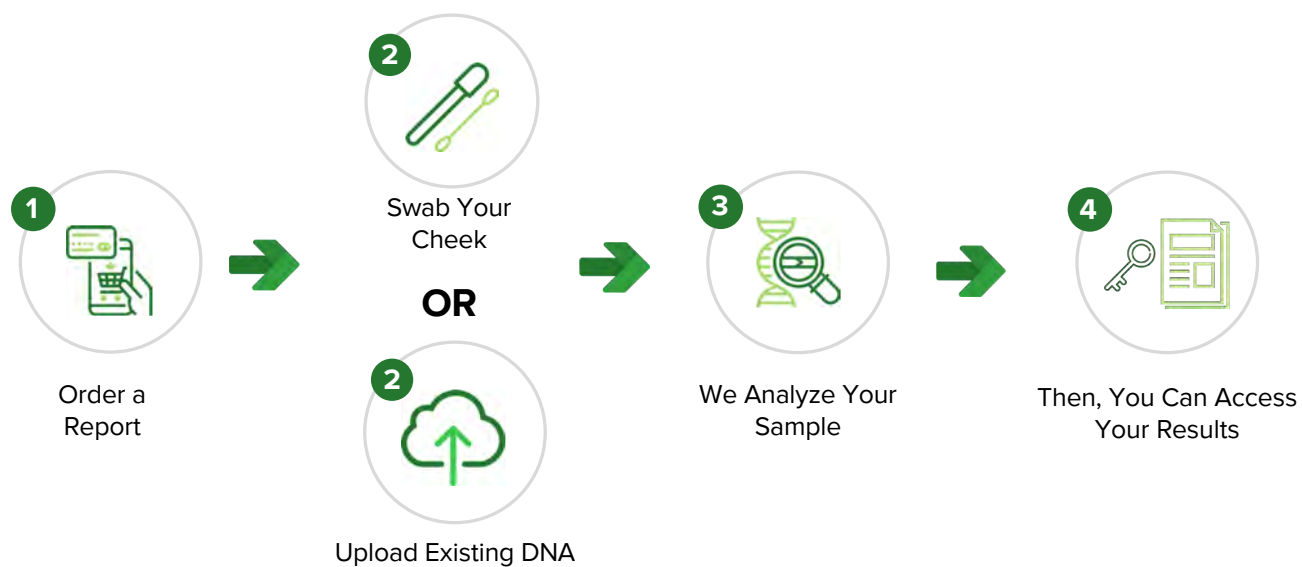 1
Order a
Report
2
Swab Your
Cheek
OR
2
Upload Existing DNA
3
We Analyze Your
Sample
4
Then, You Can Access
Your Results